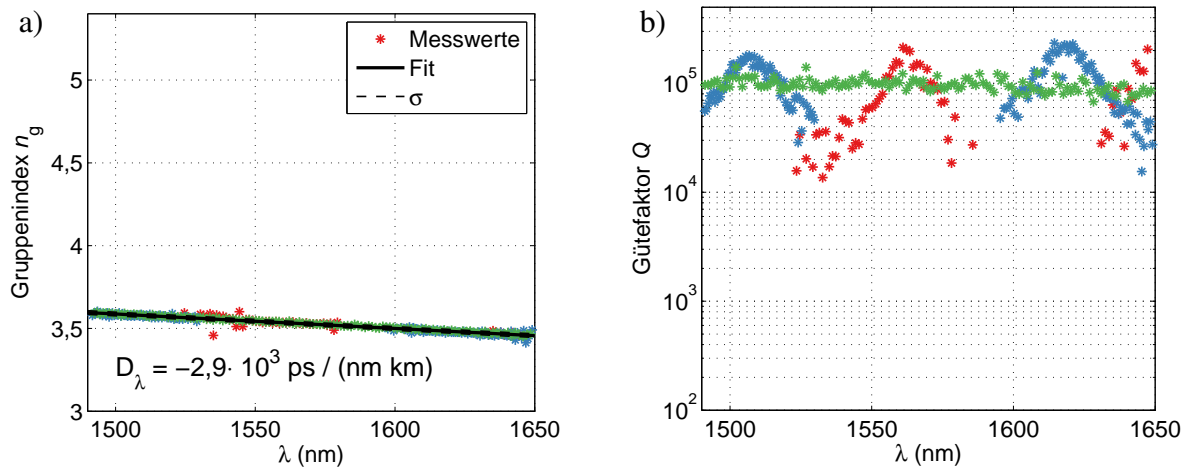 a)
Gruppenindex n_g
5
4,5
4
3,5
3
Messwerte
Fit
σ
D_λ = −2,9· 10^3 ps / (nm km)
1500 1550 1600 1650
λ (nm)
b)
Gütefaktor Q
10^5
10^4
10^3
10^2
1500 1550 1600 1650
λ (nm)